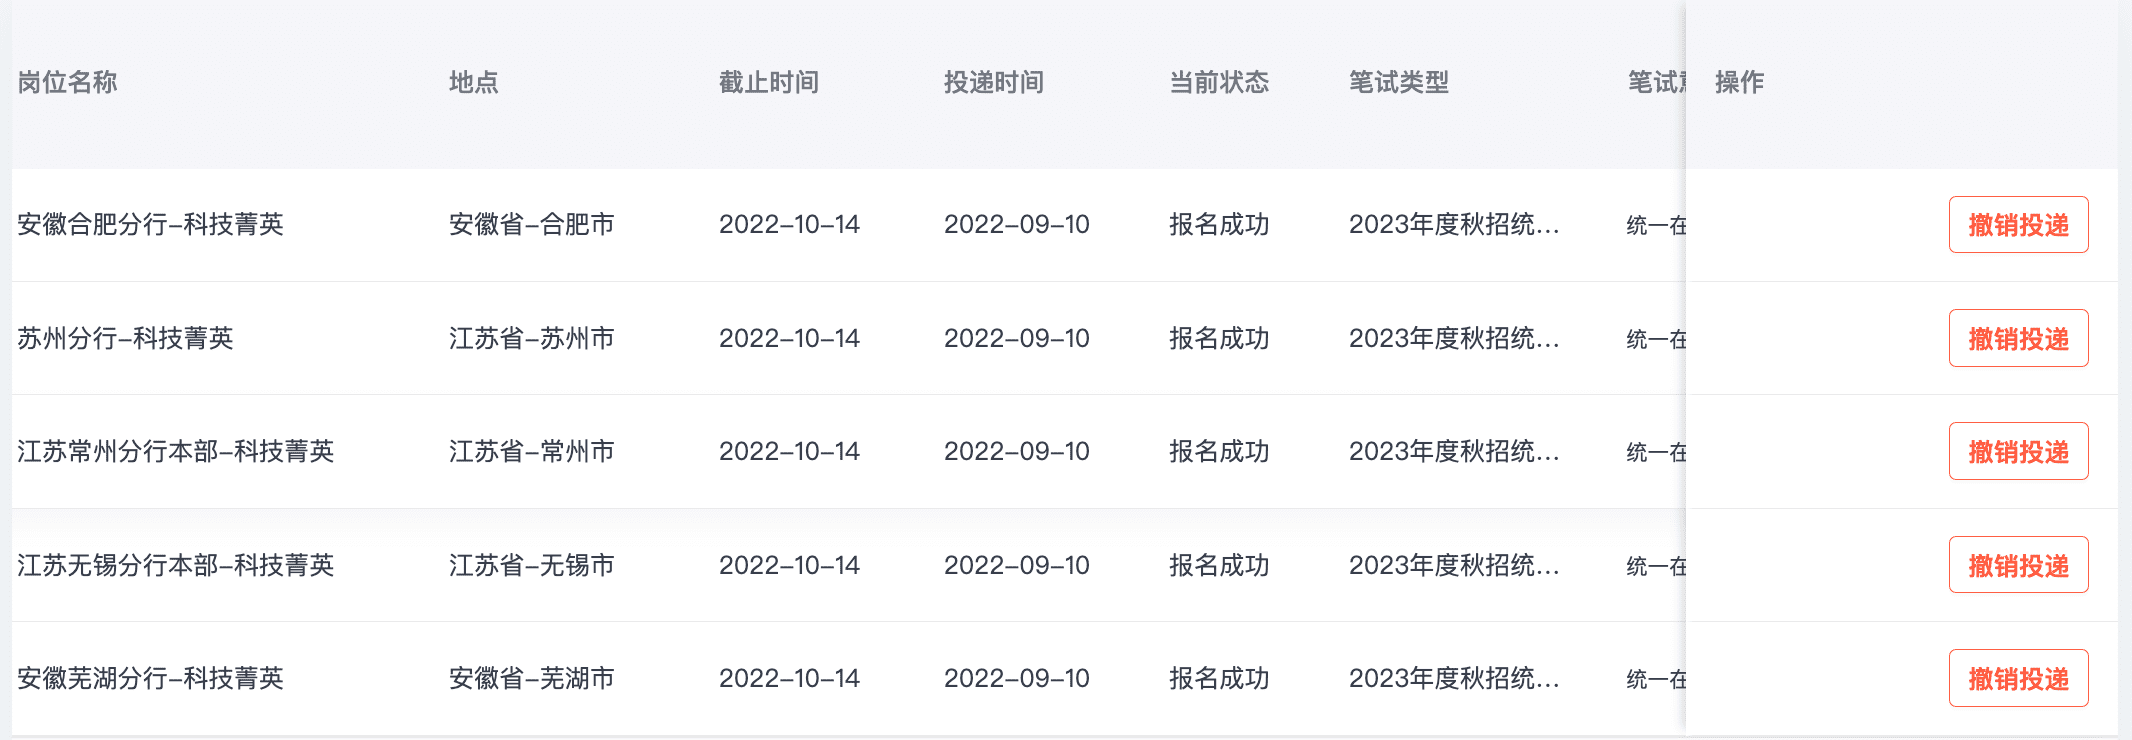 岗位名称 地点 截止时间 投递时间 当前状态 笔试类型 笔试 操作
安徽合肥分行–科技菁英 安徽省–合肥市 2022–10–14 2022–09–10 报名成功 2023年度秋招统... 统一在 撤销投递
苏州分行–科技菁英 江苏省–苏州市 2022–10–14 2022–09–10 报名成功 2023年度秋招统... 统一在 撤销投递
江苏常州分行本部–科技菁英 江苏省–常州市 2022–10–14 2022–09–10 报名成功 2023年度秋招统... 统一在 撤销投递
江苏无锡分行本部–科技菁英 江苏省–无锡市 2022–10–14 2022–09–10 报名成功 2023年度秋招统... 统一在 撤销投递
安徽芜湖分行–科技菁英 安徽省–芜湖市 2022–10–14 2022–09–10 报名成功 2023年度秋招统... 统一在 撤销投递